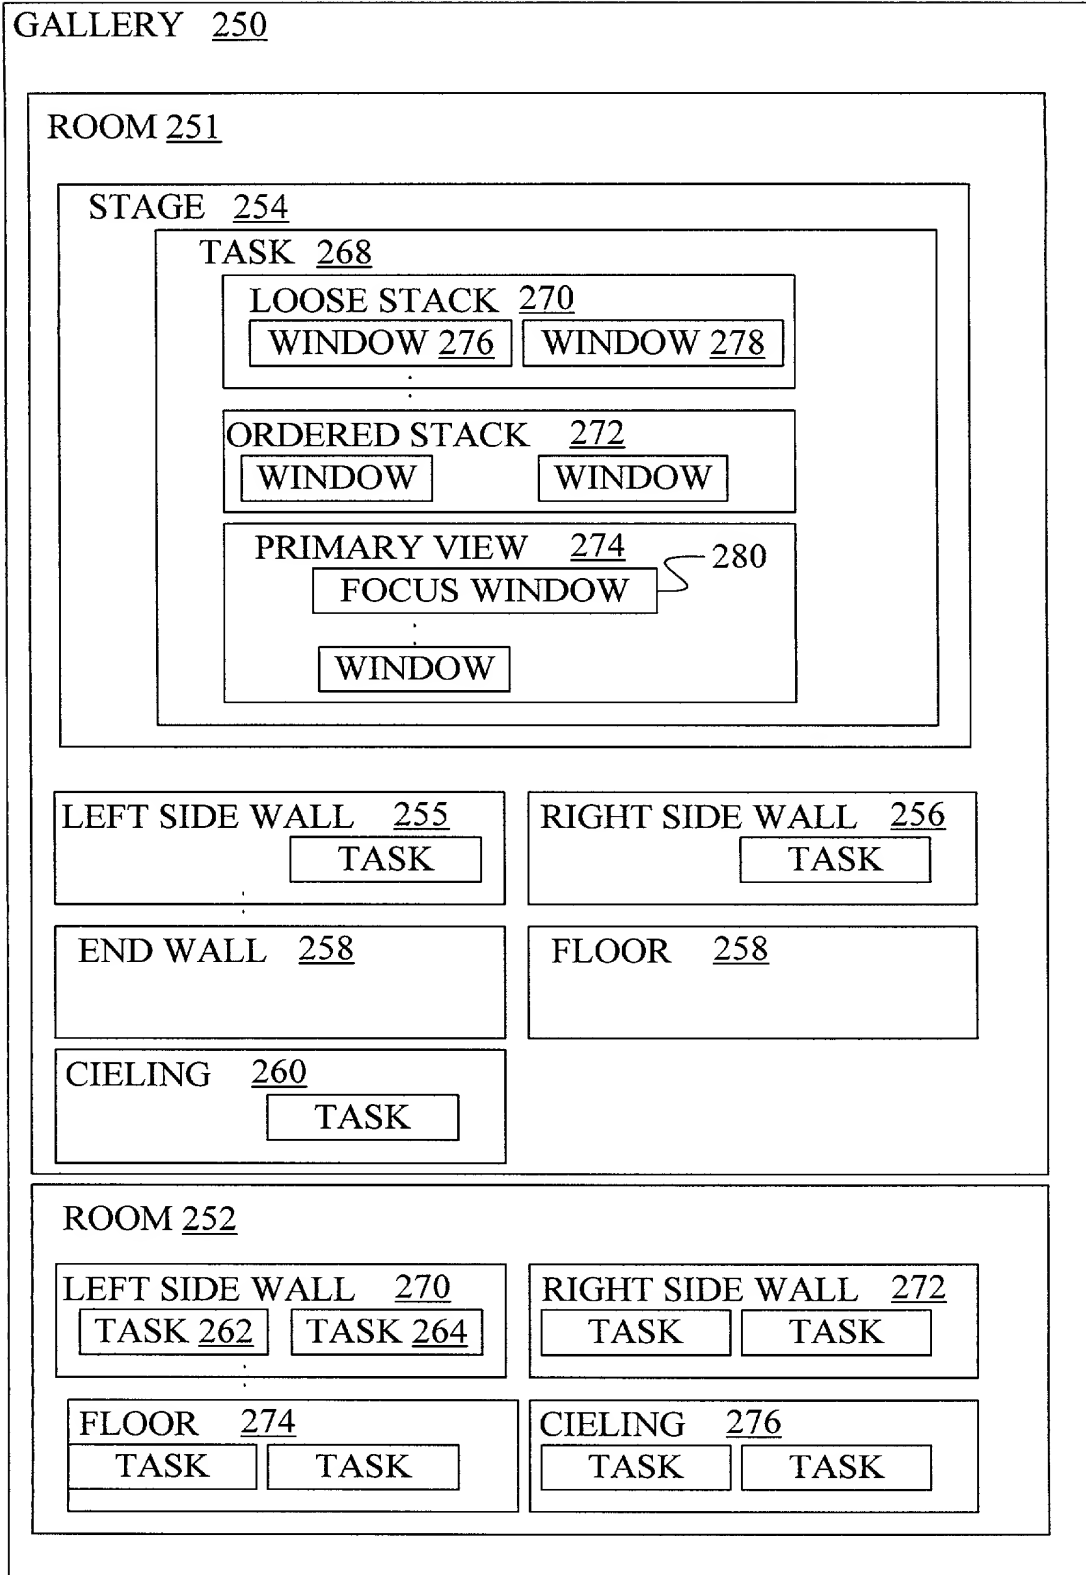 GALLERY 250
ROOM 251
STAGE 254
TASK 268
LOOSE STACK 270
WINDOW 276 WINDOW 278
ORDERED STACK 272
WINDOW WINDOW
PRIMARY VIEW 274 280
FOCUS WINDOW
WINDOW
LEFT SIDE WALL 255 RIGHT SIDE WALL 256
TASK TASK
END WALL 258 FLOOR 258
CIELING 260
TASK
ROOM 252
LEFT SIDE WALL 270 RIGHT SIDE WALL 272
TASK 262 TASK 264 TASK TASK
FLOOR 274 CIELING 276
TASK TASK TASK TASK